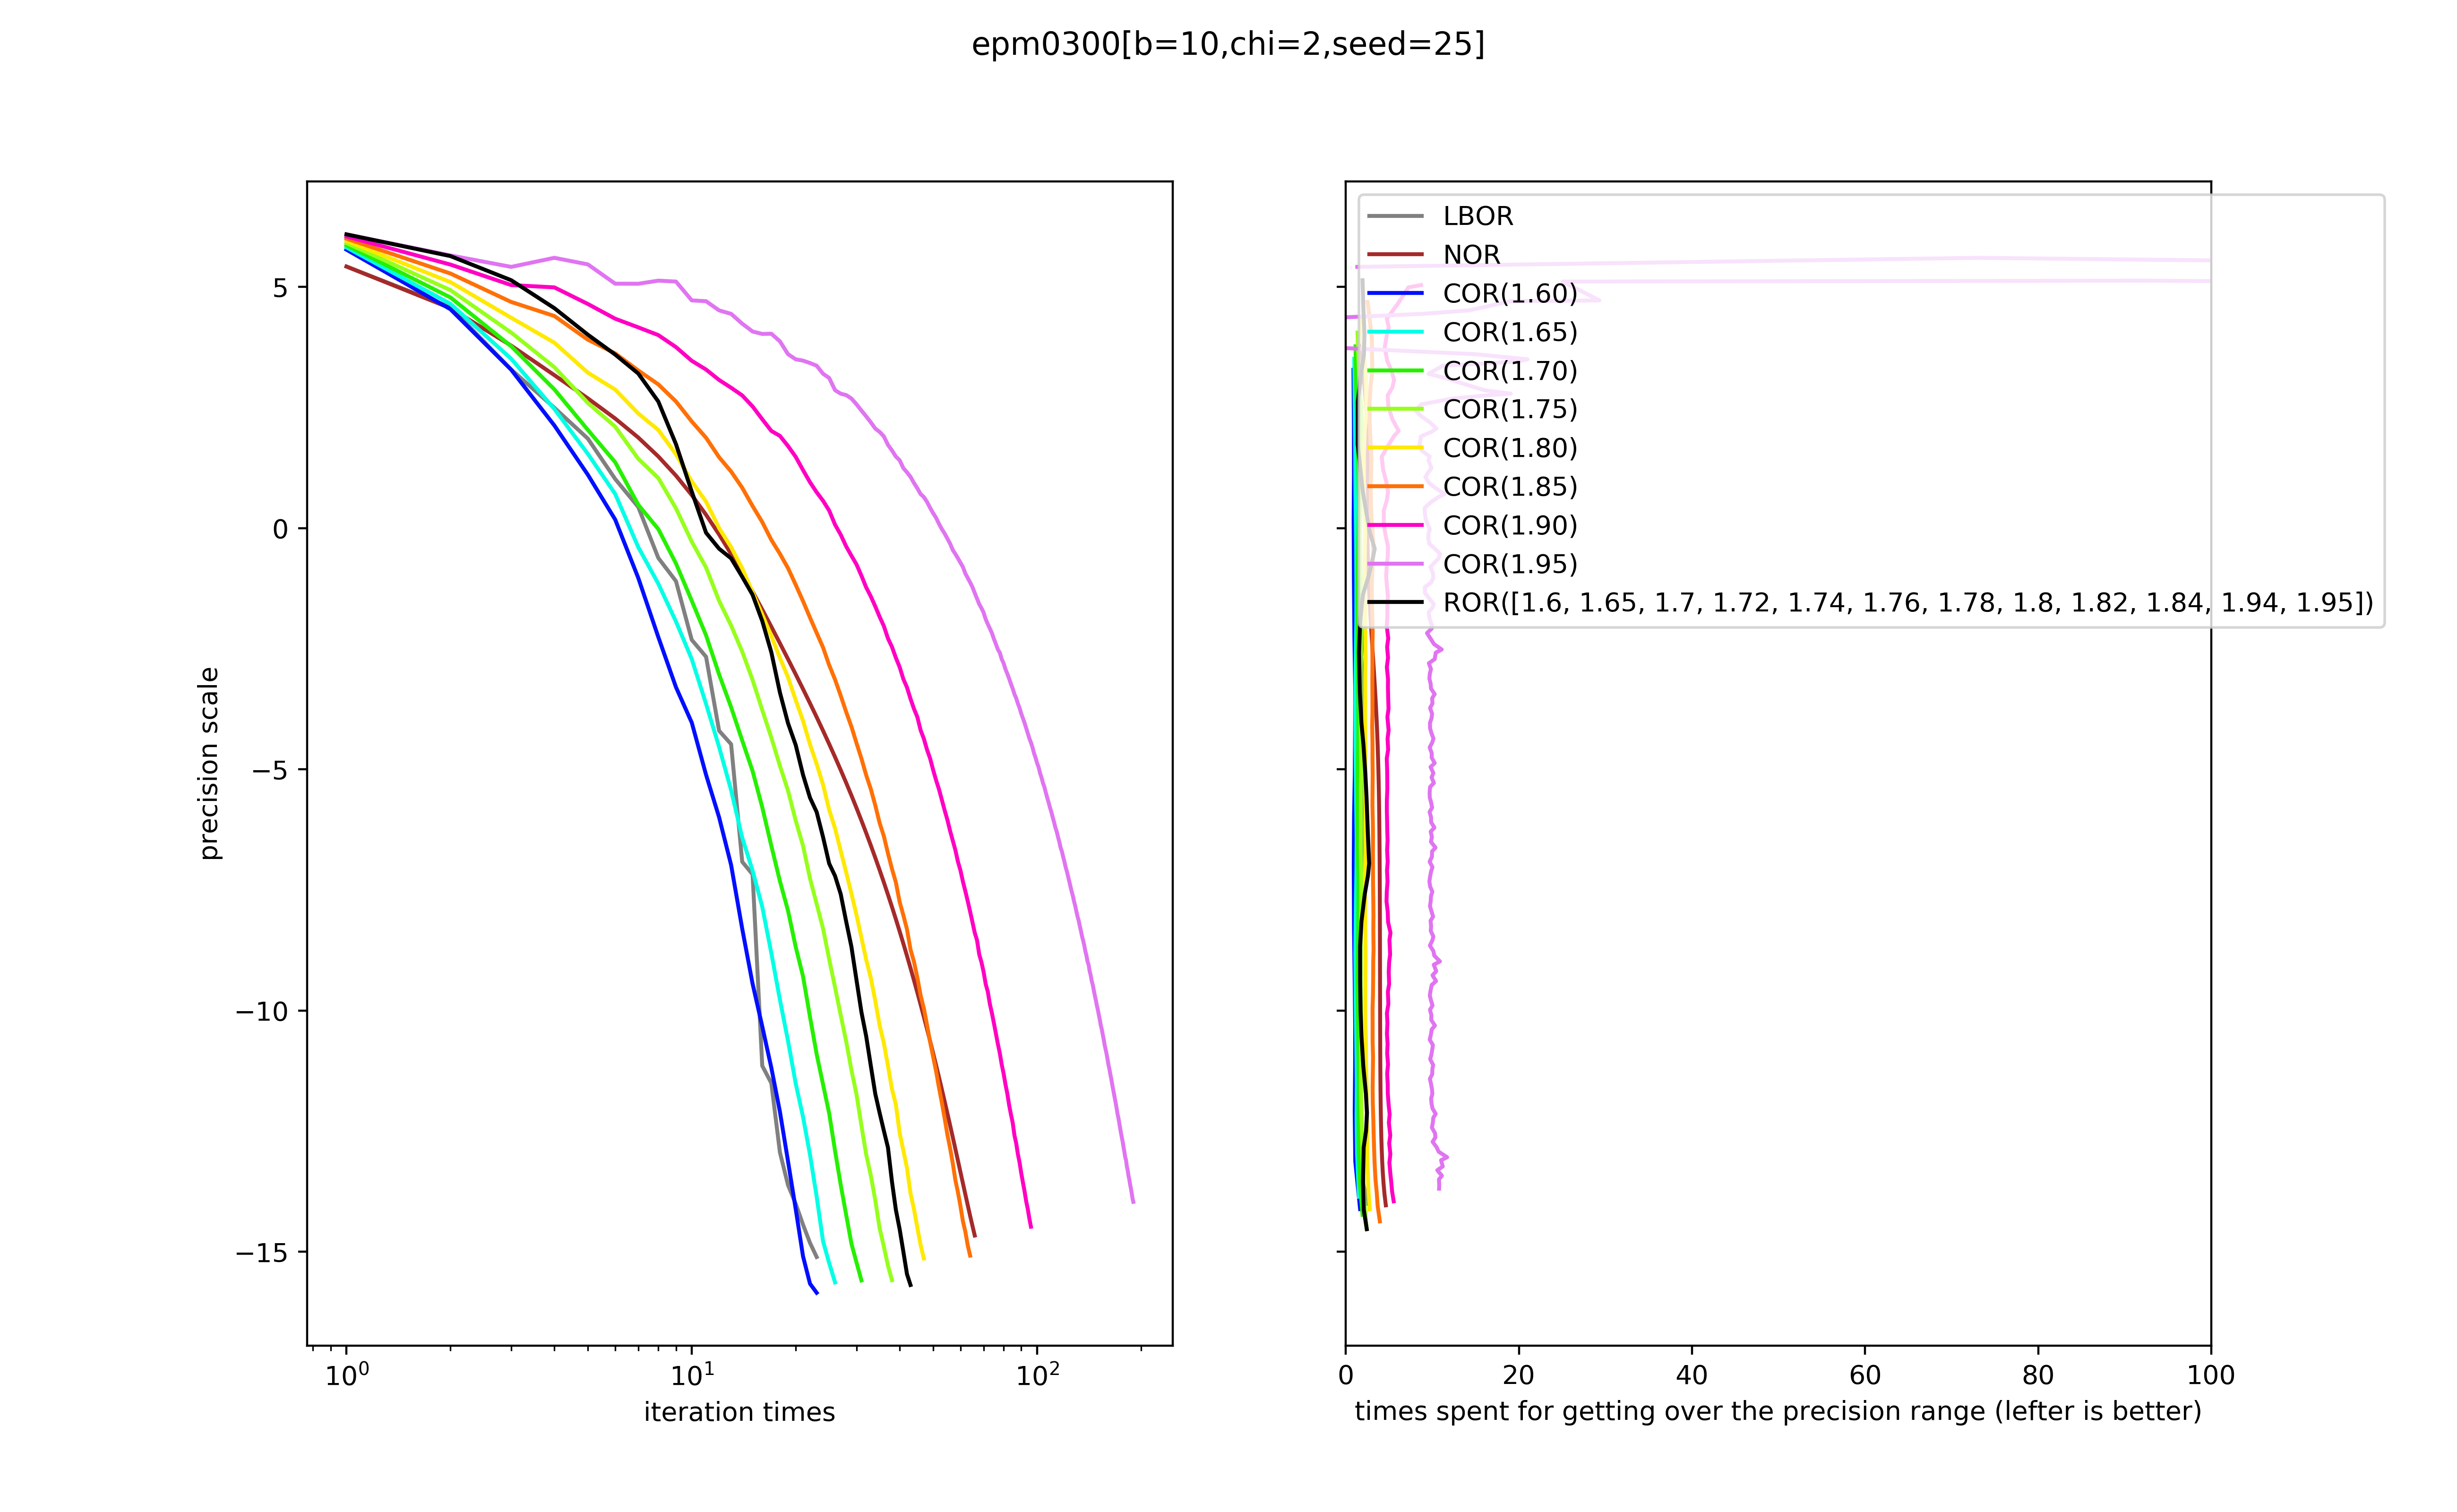 epm0300[b=10,chi=2,seed=25]
precision scale
5
0
−5
−10
−15
10⁰
10¹
10²
iteration times
LBOR
NOR
COR(1.60)
COR(1.65)
COR(1.70)
COR(1.75)
COR(1.80)
COR(1.85)
COR(1.90)
COR(1.95)
ROR([1.6, 1.65, 1.7, 1.72, 1.74, 1.76, 1.78, 1.8, 1.82, 1.84, 1.94, 1.95])
0
20
40
60
80
100
times spent for getting over the precision range (lefter is better)